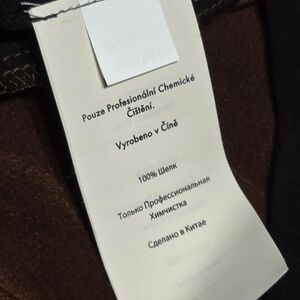 Pouze Profesionální Chemické
Čištění.
Vyrobeno v Číně
100% Шелк
Только Профессиональная
Химчистка
Сделано в Китае